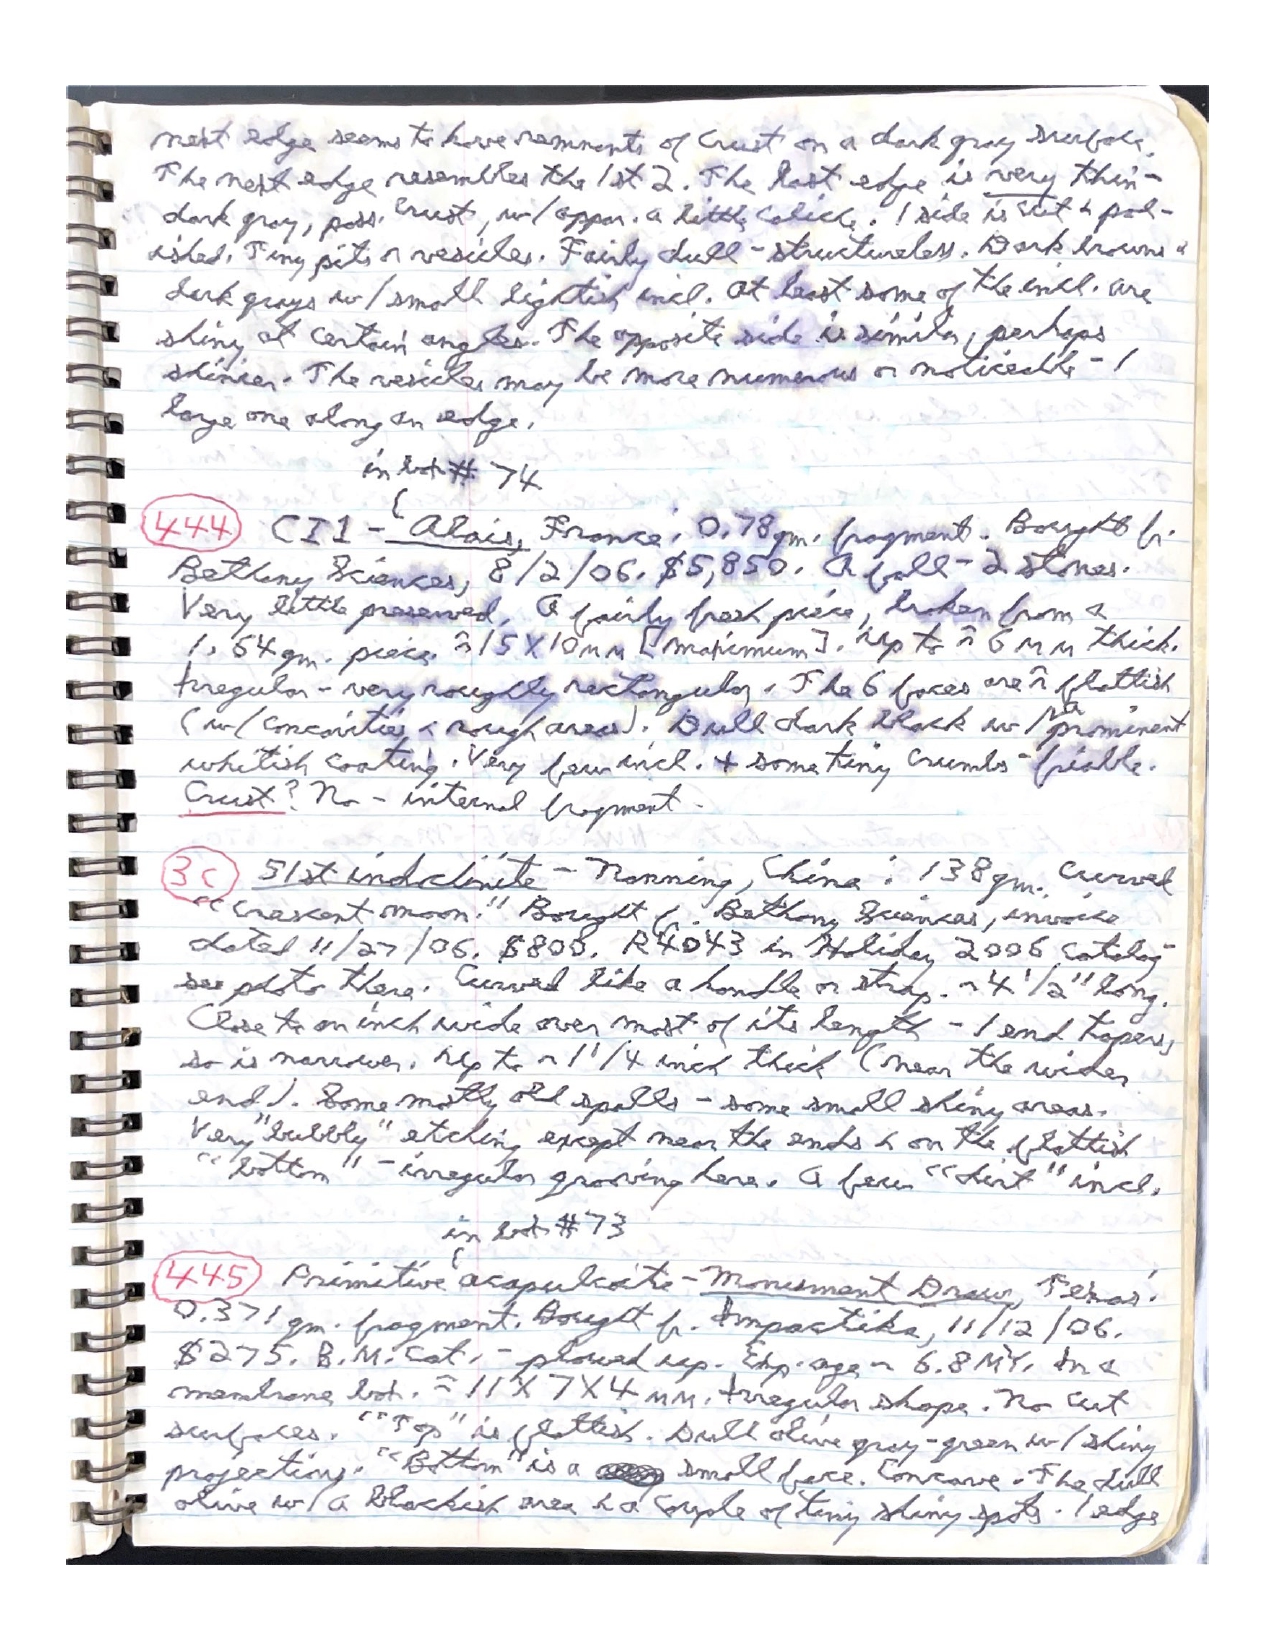 next edge seems to have remnants of crust on a dark gray surface.
The next edge resembles the 1st 2. The last edge is very thin -
dark gray, poss. crust, w/ appar. a little caliche. 1 side is cut & pol-
ished. Tiny pits or vesicles. Fairly dull - structureless. Dark browns &
dark grays w/ small lightish incl. At least some of the incl. are
shiny at certain angles. The opposite side is similar, perhaps
shinier. The vesicles may be more numerous or noticeable - 1
large one along an edge.
in bot. # 74
444 CI1 - Alais, France: 0.78 gm. fragment. Bought fr.
Bethany Sciences, 8/2/06. $5,850. A fall - 2 stones.
Very little preserved. A fairly fresh piece, broken from a
1.64 gm. piece. ≈ 15 X 10 mm [maximum]. Up to ≈ 6 mm thick.
Irregular - very roughly rectangular. The 6 faces are ≈ flattish
(w/ concavities & rough areas). Dull dark black w/ a prominent
whitish coating. Very few incl. & some tiny crumbs - friable.
Crust? No - internal fragment.
3c 51st indochinite - Nanning, China: 138 gm. Curved
"crescent moon." Bought fr. Bethany Sciences, invoice
dated 11/27/06. $800. R4043 in Holiday 2006 catalog -
see photo there. Curved like a handle or strap. ~ 4 1/2" long.
Close to an inch wide over most of its length - 1 end tapers,
so is narrower. Up to ~ 1 1/4 inch thick (near the wider
end). Some mostly old spalls - some small shiny areas.
Very "bubbly" etching except near the ends & on the flattish
"bottom" - irregular grooving here. A few "dirt" incl.
in bot. # 73
445 Primitive acapulcoite - Monument Draw, Texas:
0.371 gm. fragment. Bought fr. Impactika, 11/12/06.
$275. B.M. Cat. - plowed up. Exp. age ~ 6.8 MY. In a
membrane bot. ≈ 11 X 7 X 4 mm. Irregular shape. No cut
surfaces. "Top" is flattish. Dull olive gray-green w/ shiny
projections. "Bottom" is a small face. Concave. The dull
olive w/ a blackish area & a couple of tiny shiny spots. 1 edge